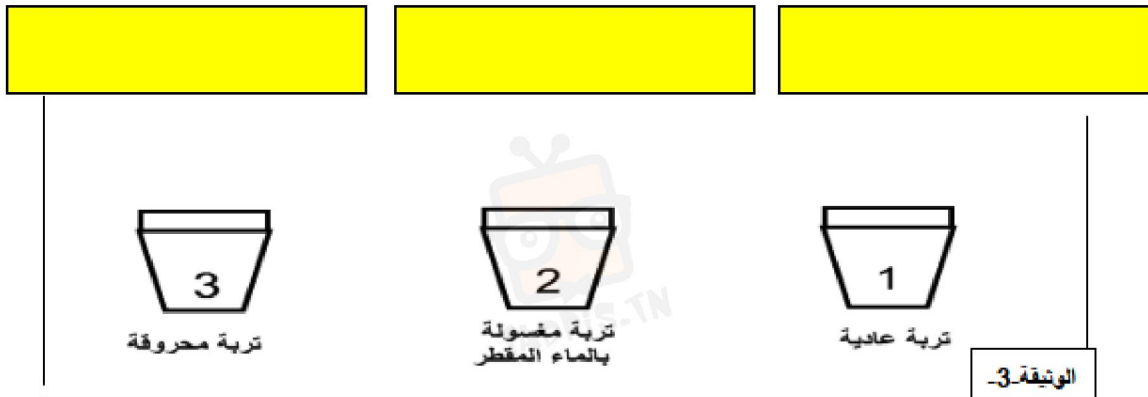 1
تربة عادية
2
تربة مغسولة
بالماء المقطر
3
تربة محروقة
الوثيقة-3-